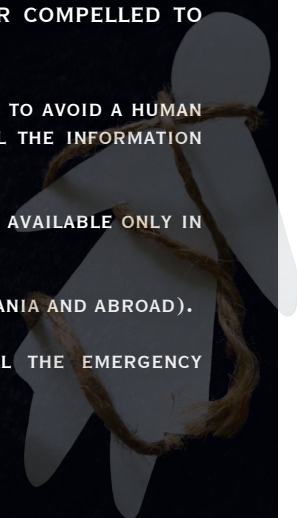 R COMPELLED TO
TO AVOID A HUMAN
L THE INFORMATION
AVAILABLE ONLY IN
ANIA AND ABROAD).
L THE EMERGENCY